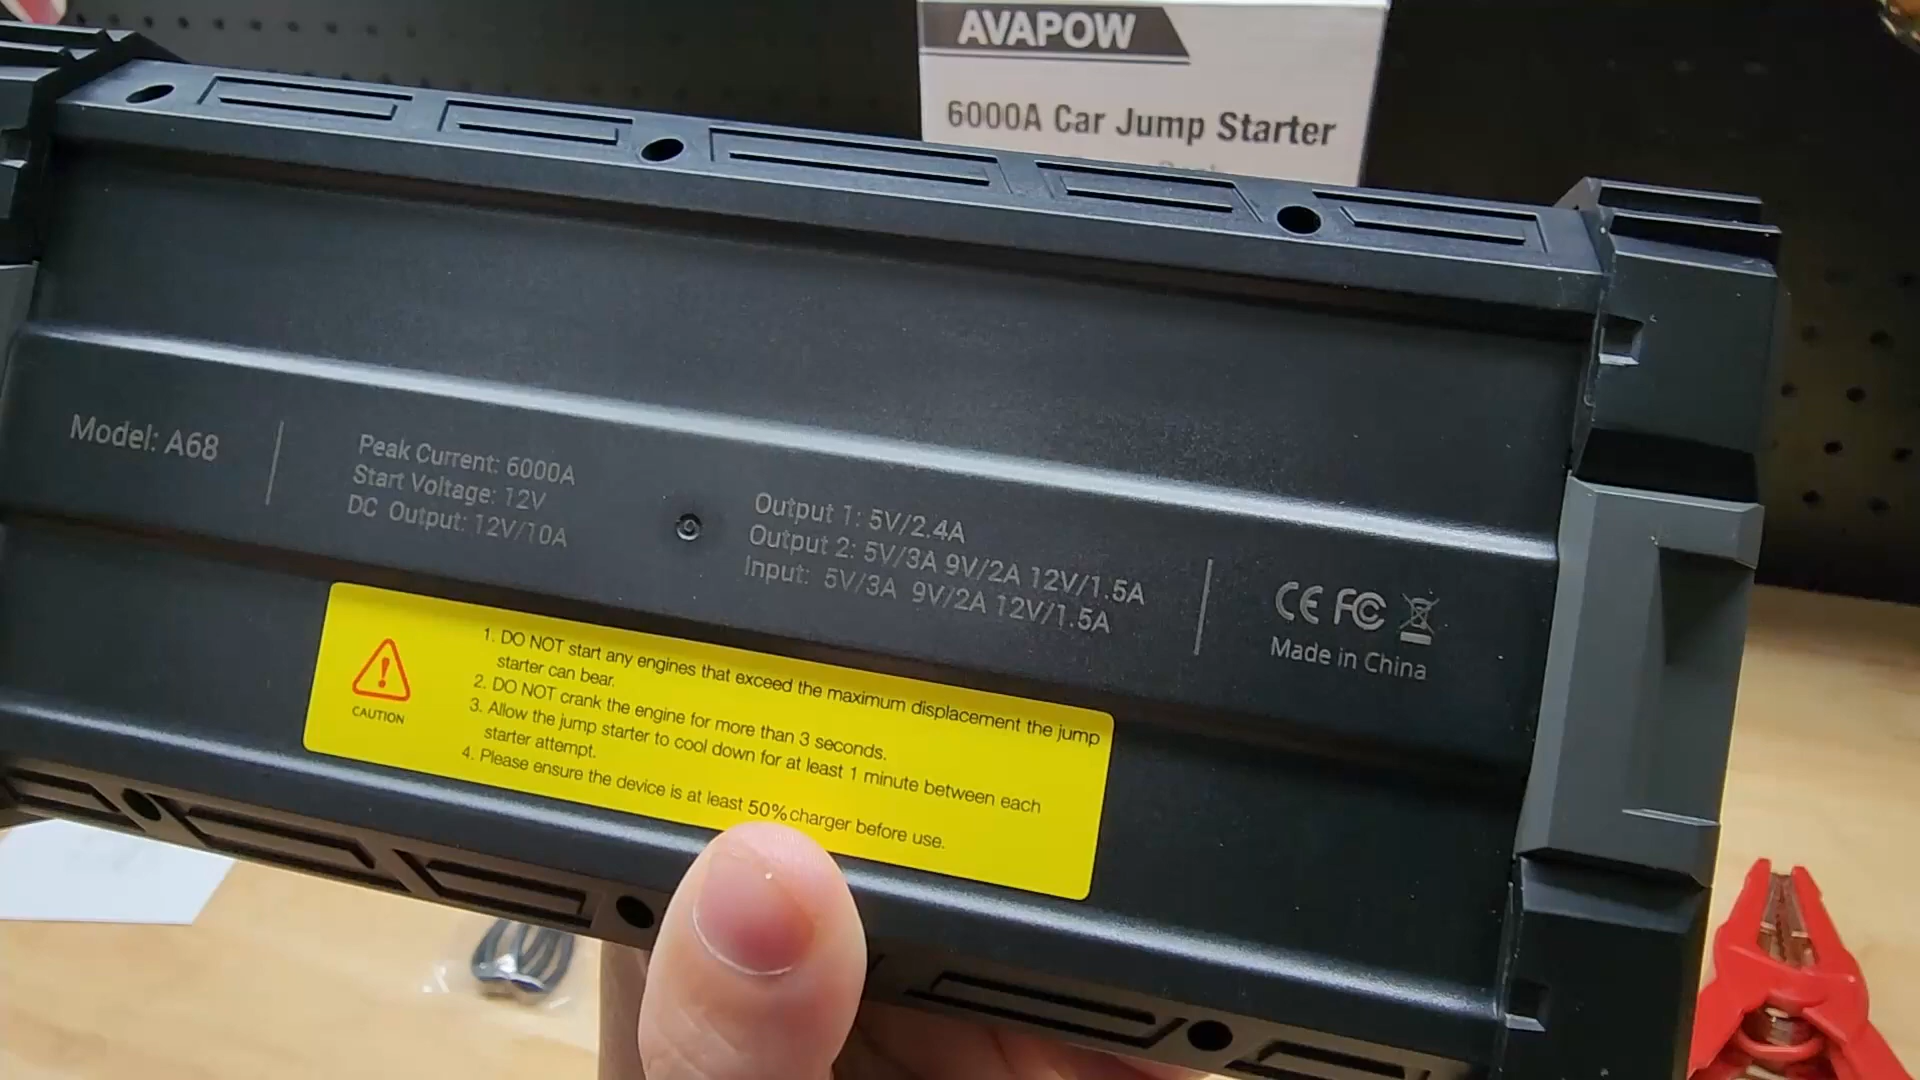 AVAPOW
6000A Car Jump Starter
Model: A68
Peak Current: 6000A
Start Voltage: 12V
DC Output: 12V/10A
Output 1: 5V/2.4A
Output 2: 5V/3A 9V/2A 12V/1.5A
Input: 5V/3A 9V/2A 12V/1.5A
CE FC
Made in China
CAUTION
1. DO NOT start any engines that exceed the maximum displacement the jump
starter can bear.
2. DO NOT crank the engine for more than 3 seconds.
3. Allow the jump starter to cool down for at least 1 minute between each
starter attempt.
4. Please ensure the device is at least 50% charger before use.